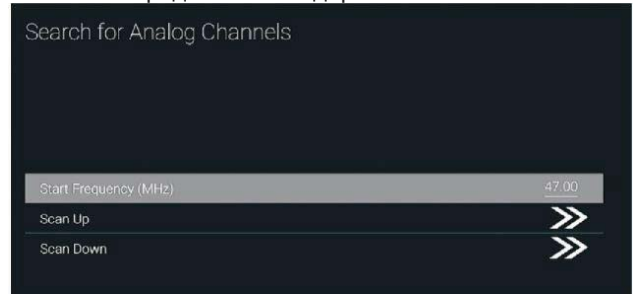 Search for Analog Channels
Start Frequency (MHz) 47.00
Scan Up
Scan Down